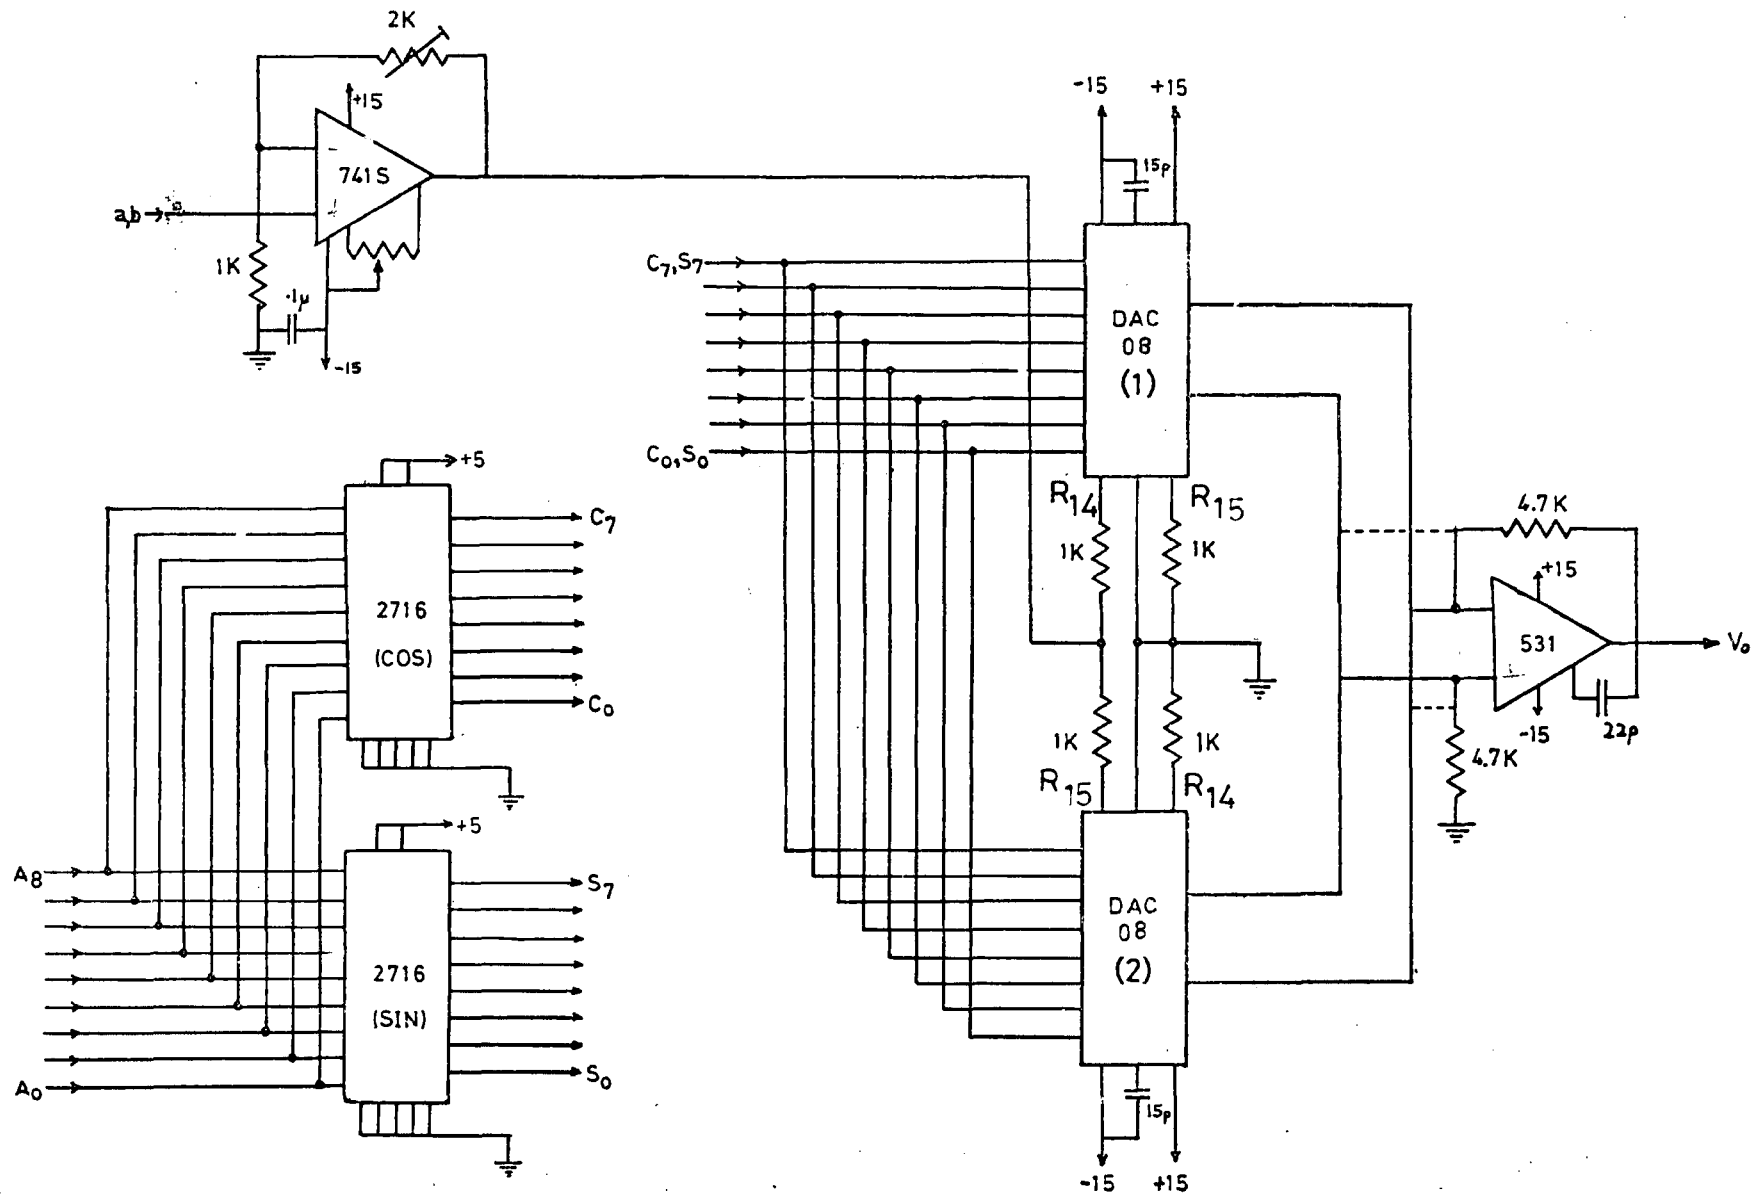 2K
+15
-
741S
a,b
1K
.1μ
-15
+5
C7
2716
(COS)
C0
+5
A8
S7
2716
(SIN)
A0
S0
-15 +15
15p
C7,S7
DAC
08
(1)
C0,S0
R14 R15
1K 1K
1K 1K
R15 R14
DAC
08
(2)
15p
-15 +15
4.7K
+15
531
V0
+
-15
22p
4.7K